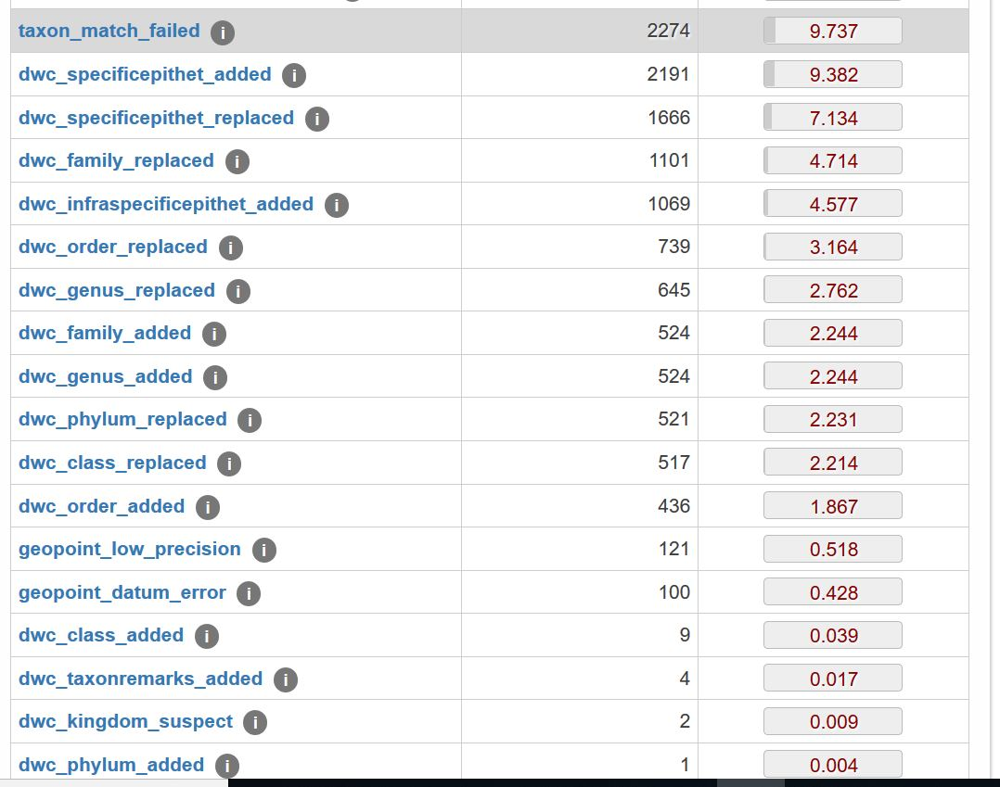 taxon_match_failed i 2274 9.737
dwc_specificepithet_added i 2191 9.382
dwc_specificepithet_replaced i 1666 7.134
dwc_family_replaced i 1101 4.714
dwc_infraspecificepithet_added i 1069 4.577
dwc_order_replaced i 739 3.164
dwc_genus_replaced i 645 2.762
dwc_family_added i 524 2.244
dwc_genus_added i 524 2.244
dwc_phylum_replaced i 521 2.231
dwc_class_replaced i 517 2.214
dwc_order_added i 436 1.867
geopoint_low_precision i 121 0.518
geopoint_datum_error i 100 0.428
dwc_class_added i 9 0.039
dwc_taxonremarks_added i 4 0.017
dwc_kingdom_suspect i 2 0.009
dwc_phylum_added i 1 0.004